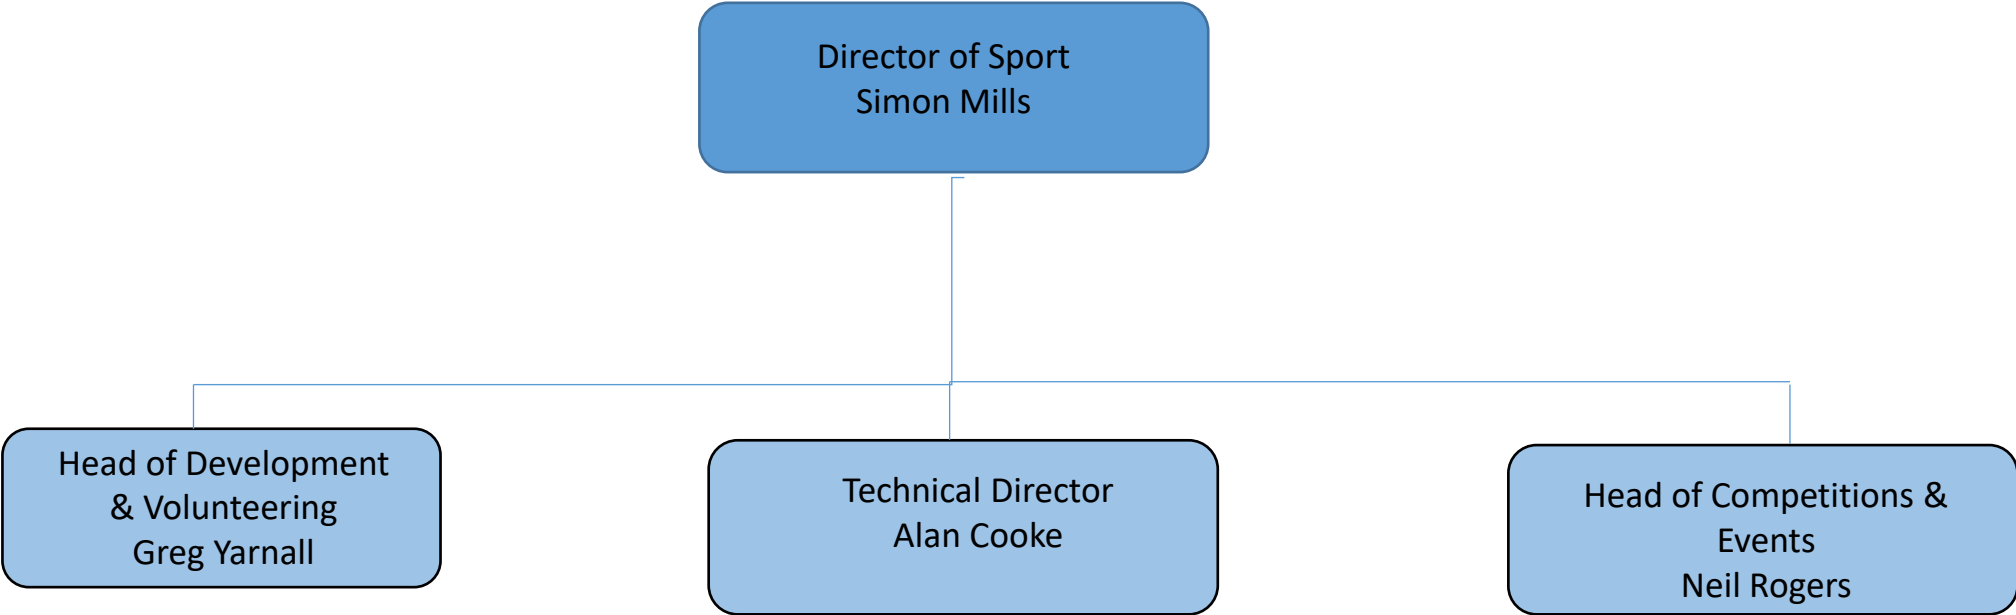 Director of Sport
Simon Mills
Head of Development
& Volunteering
Greg Yarnall
Technical Director
Alan Cooke
Head of Competitions &
Events
Neil Rogers